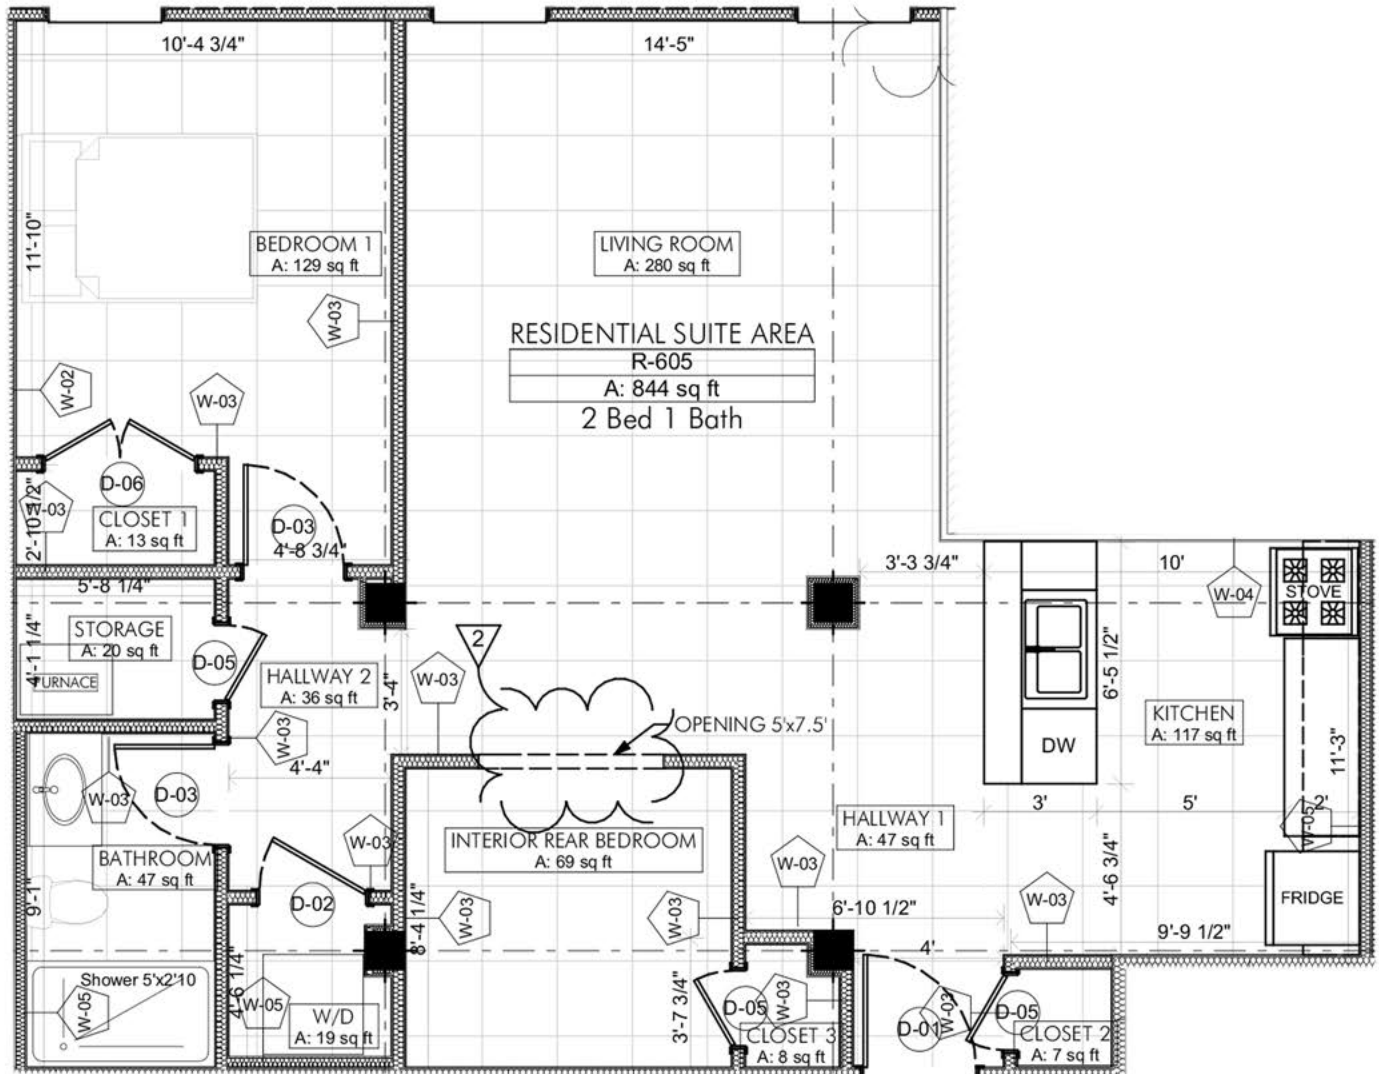 10'-4 3/4"
14'-5"
11'-10"
BEDROOM 1
A: 129 sq ft
LIVING ROOM
A: 280 sq ft
W-03
RESIDENTIAL SUITE AREA
R-605
A: 844 sq ft
2 Bed 1 Bath
W-02
W-03
D-06
2'-10 1/2"
W-03
CLOSET 1
A: 13 sq ft
D-03
4'-8 3/4"
5'-8 1/4"
3'-3 3/4"
10'
W-04
STOVE
STORAGE
A: 20 sq ft
4'-1 1/4"
FURNACE
D-05
HALLWAY 2
A: 36 sq ft
3'-4"
W-03
2
OPENING 5'x7.5'
6'-5 1/2"
KITCHEN
A: 117 sq ft
DW
11'-3"
W-03
4'-4"
W-03
D-03
3'
5'
2'
W-05
HALLWAY 1
A: 47 sq ft
INTERIOR REAR BEDROOM
A: 69 sq ft
W-03
W-03
BATHROOM
A: 47 sq ft
9'-1"
D-02
8'-4 1/4"
W-03
W-03
6'-10 1/2"
W-03
4'-6 3/4"
FRIDGE
9'-9 1/2"
4'
Shower 5'x2'10
W-05
4'-6 1/4"
W-05
W/D
A: 19 sq ft
3'-7 3/4"
D-05
W-03
CLOSET 3
A: 8 sq ft
D-01
W-03
D-05
CLOSET 2
A: 7 sq ft